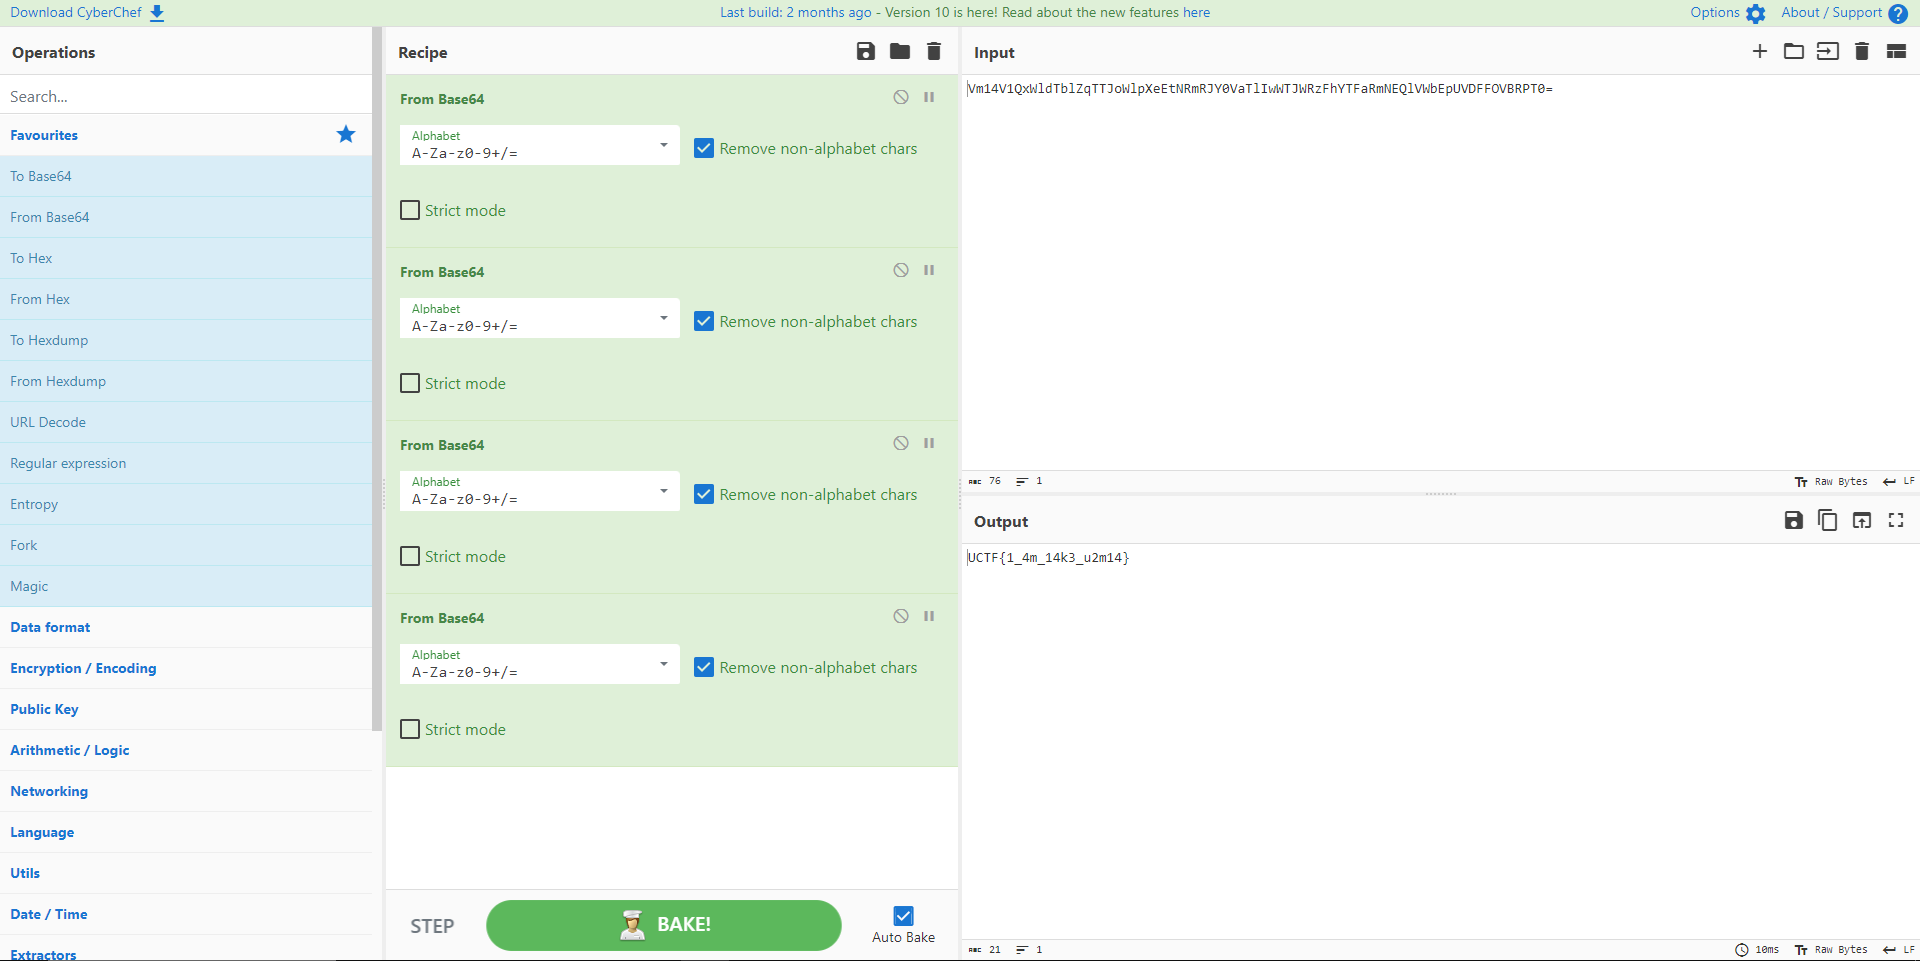 Download CyberChef
Last build: 2 months ago - Version 10 is here! Read about the new features here
Options
About / Support
Operations
Search...
Favourites
To Base64
From Base64
To Hex
From Hex
To Hexdump
From Hexdump
URL Decode
Regular expression
Entropy
Fork
Magic
Data format
Encryption / Encoding
Public Key
Arithmetic / Logic
Networking
Language
Utils
Date / Time
Extractors
Recipe
From Base64
Alphabet
A-Za-z0-9+/=
Remove non-alphabet chars
Strict mode
From Base64
Alphabet
A-Za-z0-9+/=
Remove non-alphabet chars
Strict mode
From Base64
Alphabet
A-Za-z0-9+/=
Remove non-alphabet chars
Strict mode
From Base64
Alphabet
A-Za-z0-9+/=
Remove non-alphabet chars
Strict mode
STEP
BAKE!
Auto Bake
Input
Vm14V1QxWldTblZqTTJoWlpXeEtNRmRJY0VaTlIwWTJWRzFhYTFaRmNEQlVWbEpUVDFFOVBRPT0=
ABC 76 1
Raw Bytes LF
Output
UCTF{1_4m_14k3_u2m14}
ABC 21 1
10ms Raw Bytes LF